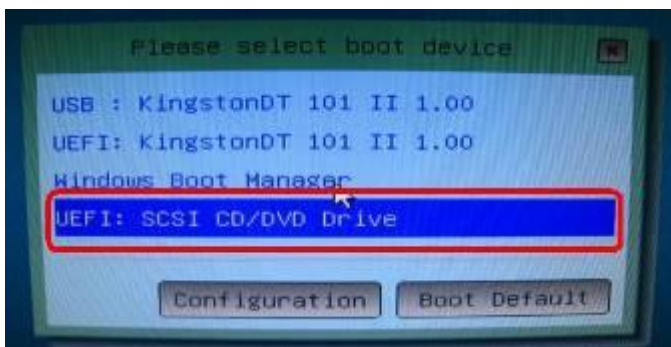 Please select boot device
USB : KingstonDT 101 II 1.00
UEFI: KingstonDT 101 II 1.00
Windows Boot Manager
UEFI: SCSI CD/DVD Drive
Configuration
Boot Default